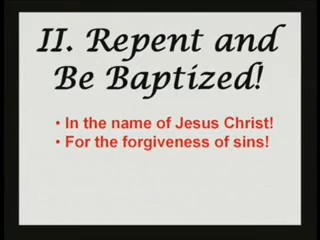 II. Repent and
Be Baptized!
• In the name of Jesus Christ!
• For the forgiveness of sins!